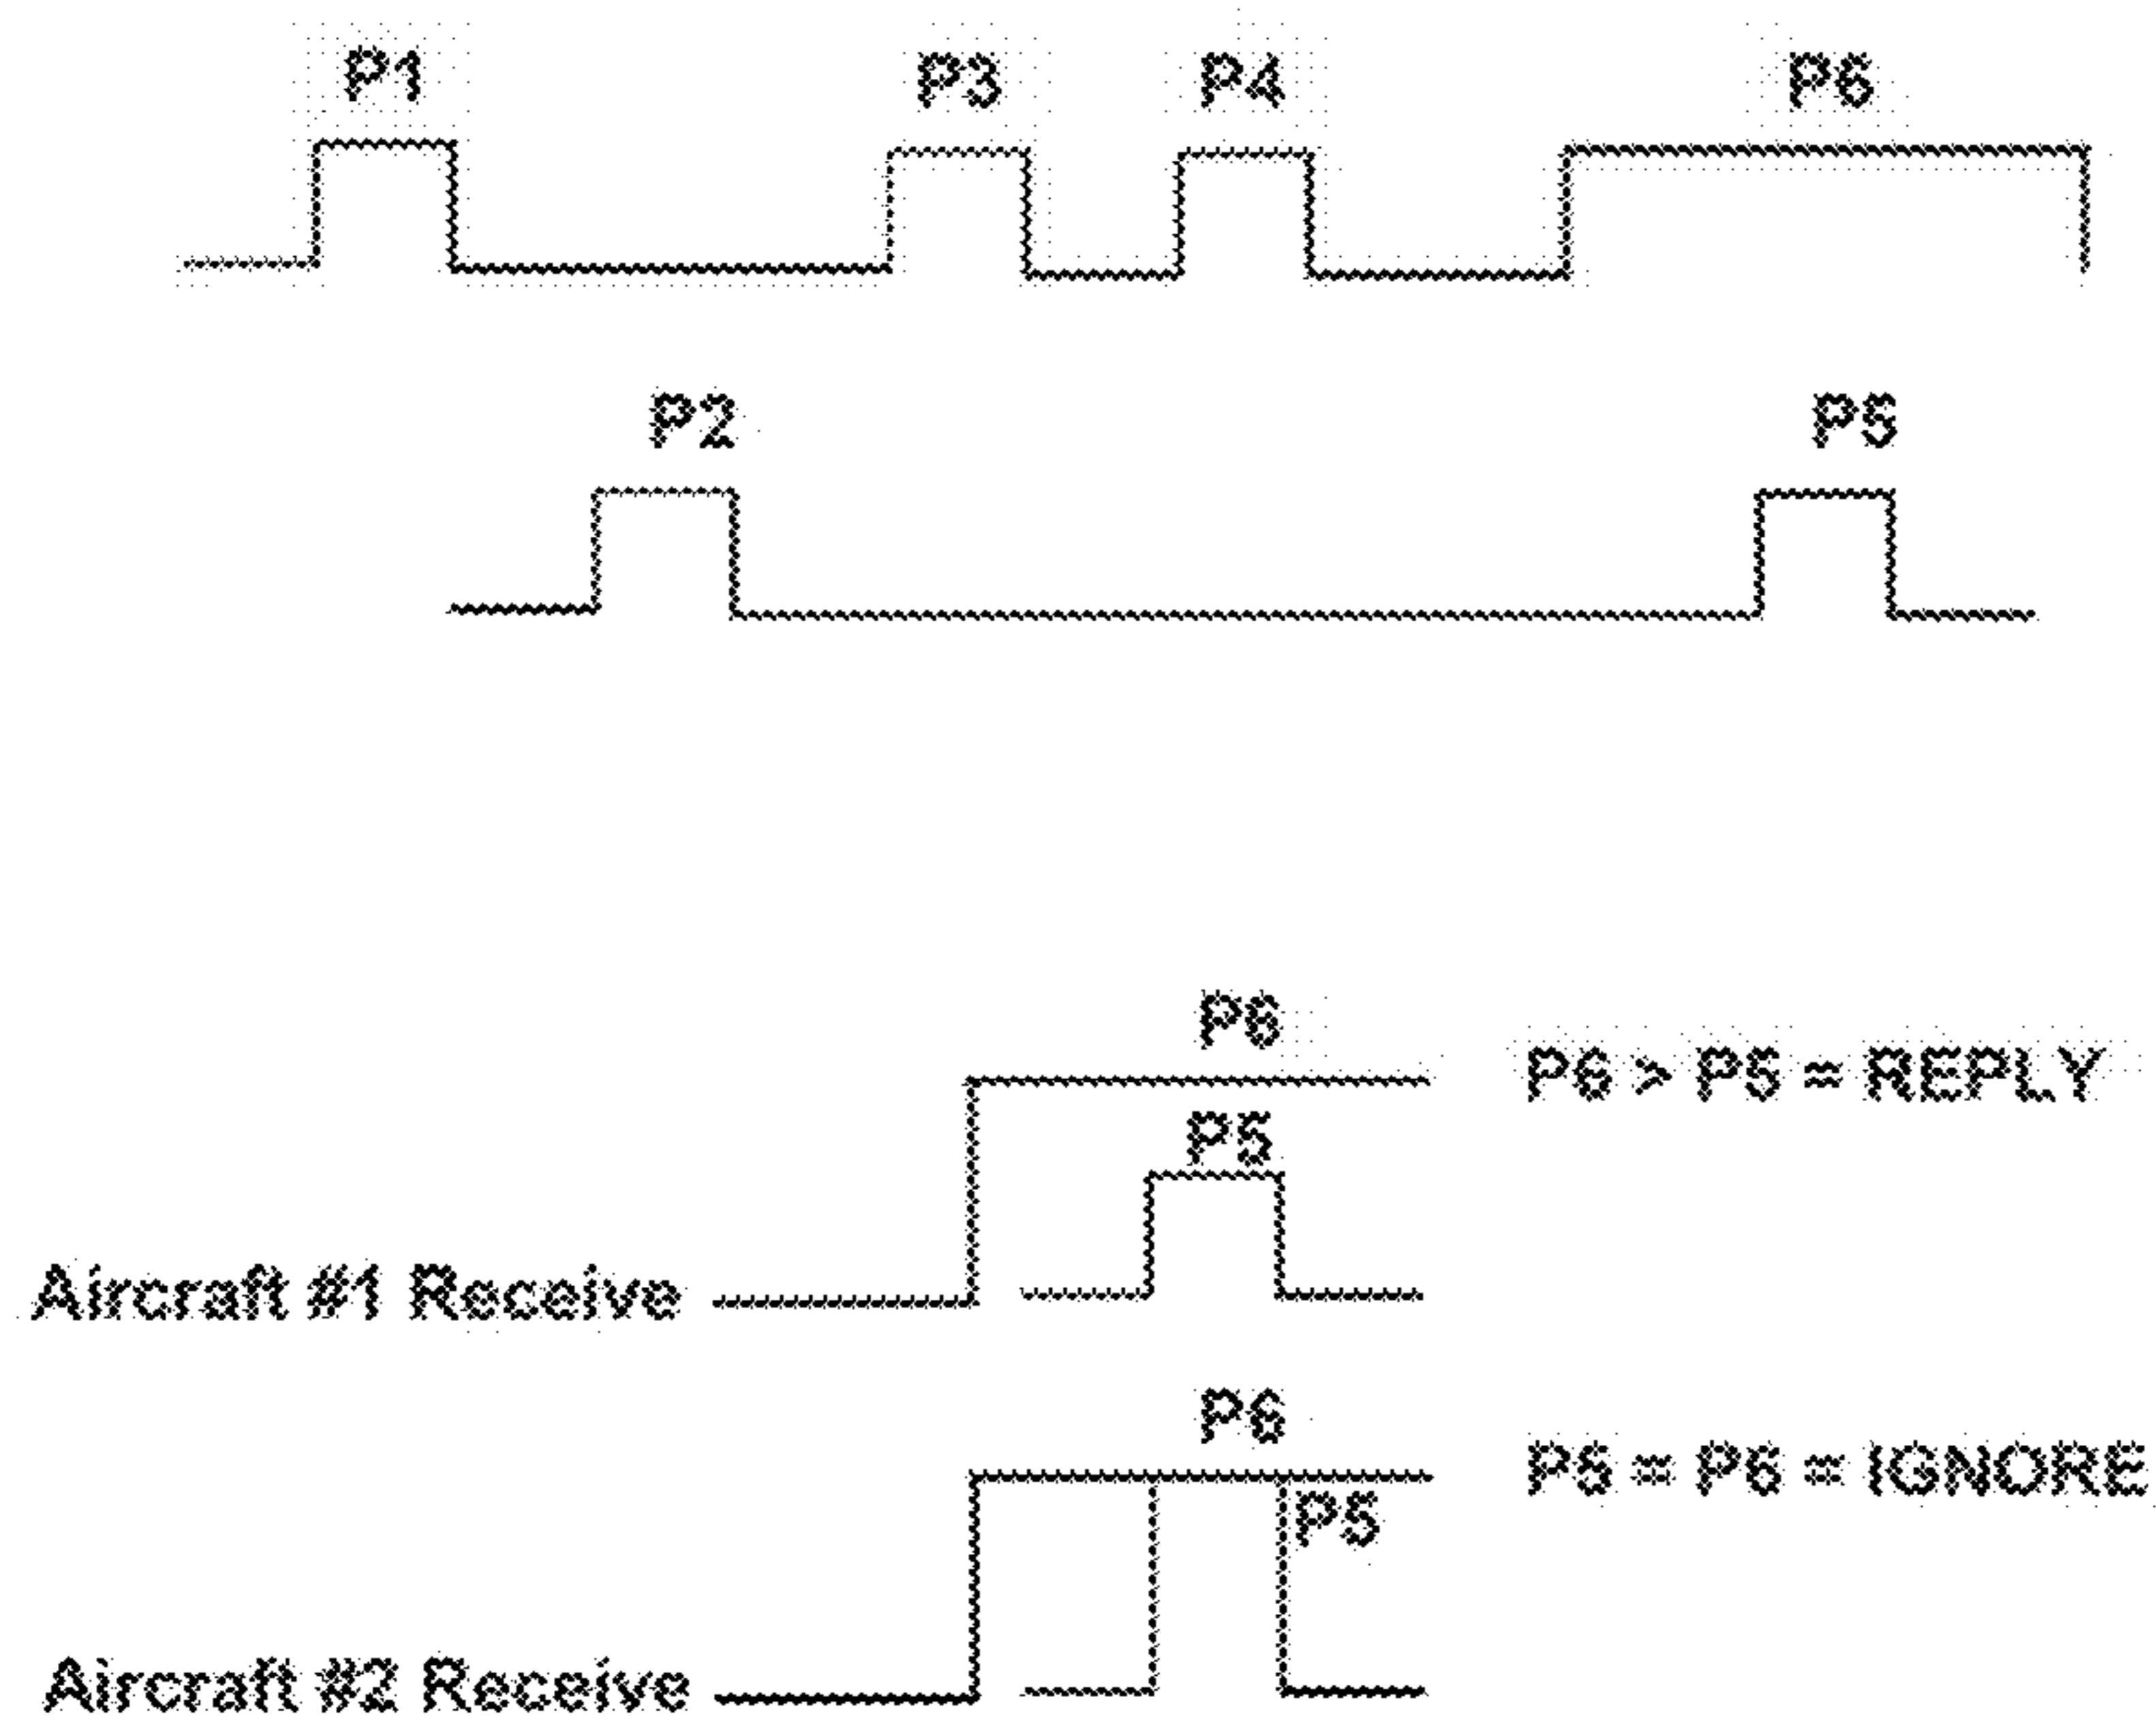 P1 P3 P4 P6
P2 P5
P6
P6 > P5 = REPLY
P5
Aircraft #1 Receive
P6
P5 = P6 = IGNORE
P5
Aircraft #2 Receive